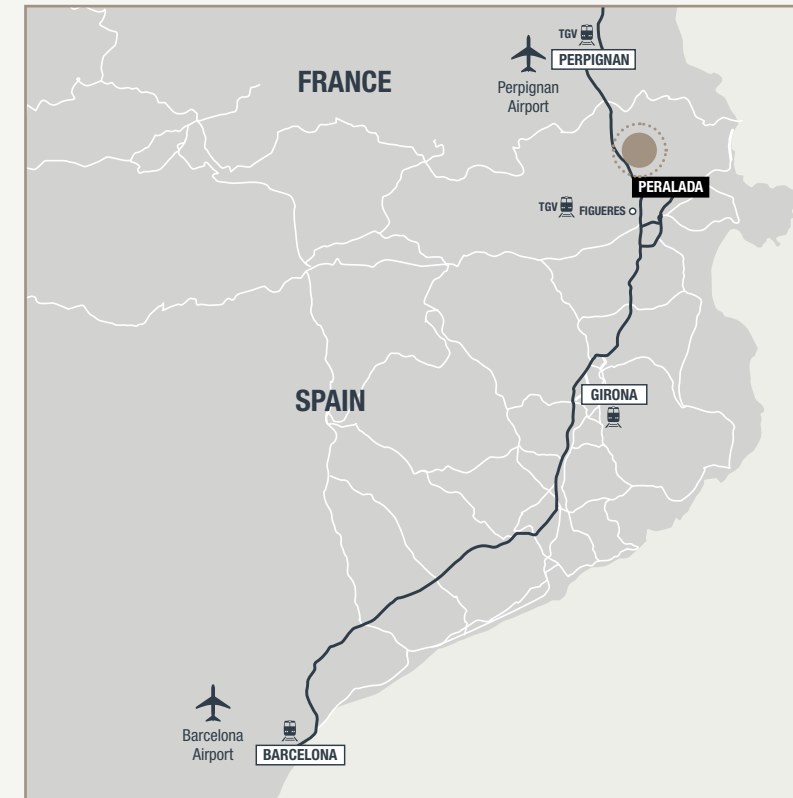 TGV
PERPIGNAN
FRANCE
Perpignan
Airport
PERALADA
TGV FIGUERES
GIRONA
SPAIN
Barcelona
Airport
BARCELONA